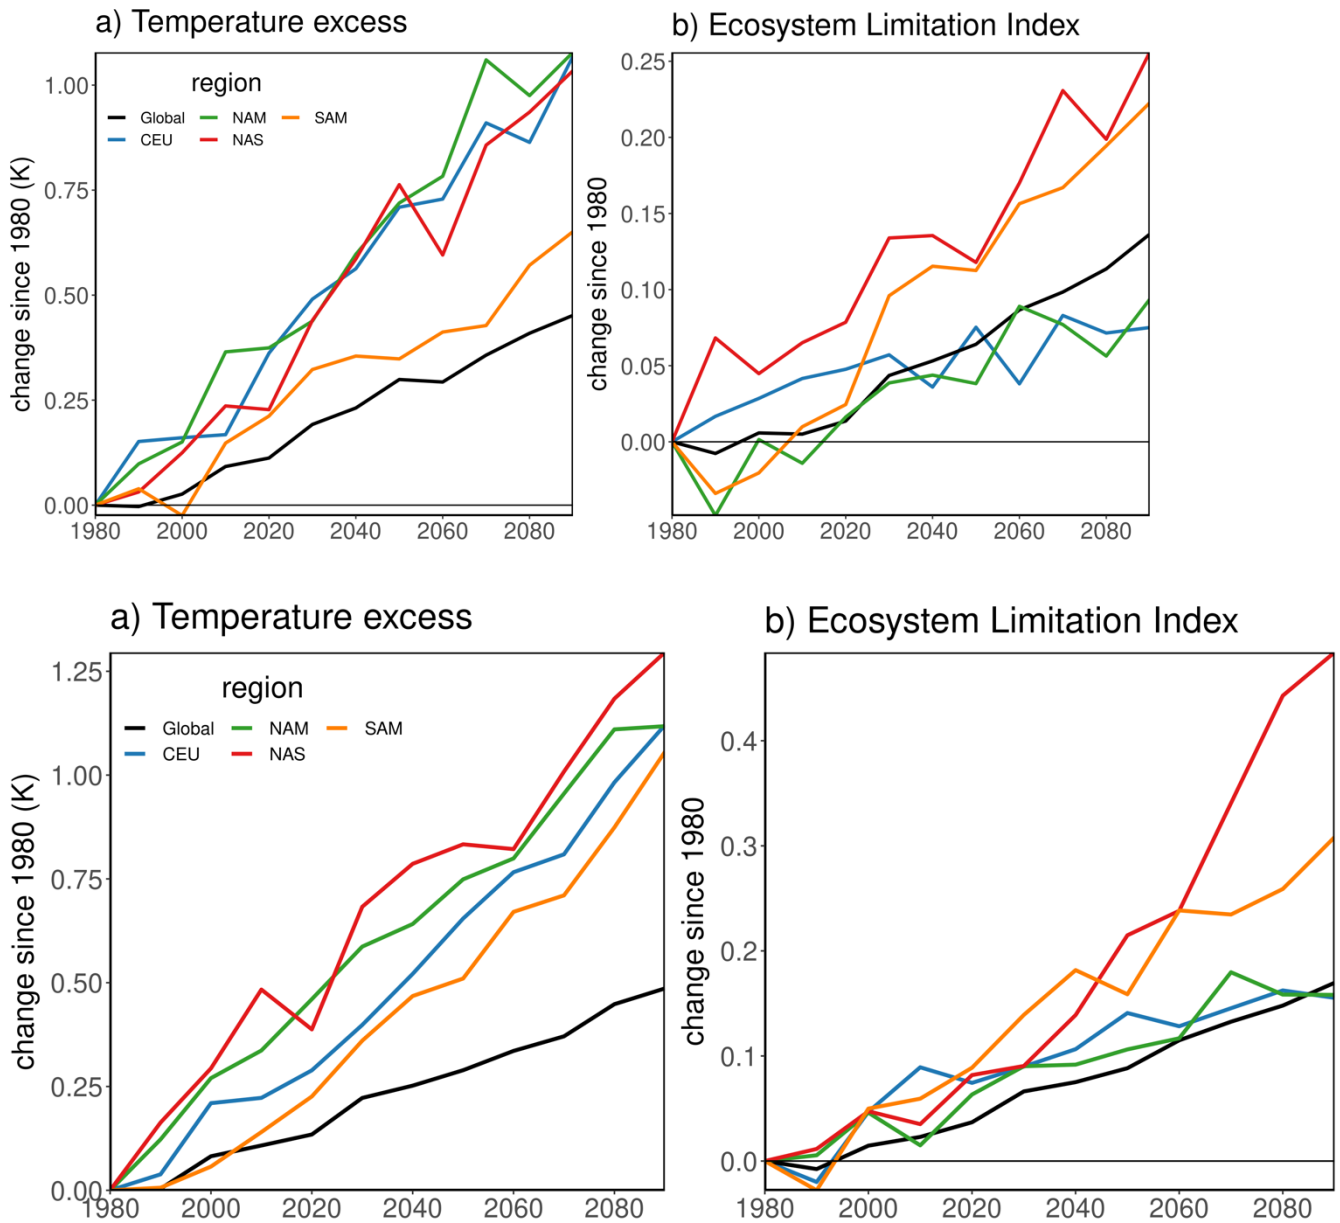 a) Temperature excess
change since 1980 (K)
1.00
0.75
0.50
0.25
0.00
region
Global NAM SAM
CEU NAS
1980 2000 2020 2040 2060 2080
b) Ecosystem Limitation Index
change since 1980
0.25
0.20
0.15
0.10
0.05
0.00
1980 2000 2020 2040 2060 2080
a) Temperature excess
change since 1980 (K)
1.25
1.00
0.75
0.50
0.25
0.00
region
Global NAM SAM
CEU NAS
1980 2000 2020 2040 2060 2080
b) Ecosystem Limitation Index
change since 1980
0.4
0.3
0.2
0.1
0.0
1980 2000 2020 2040 2060 2080